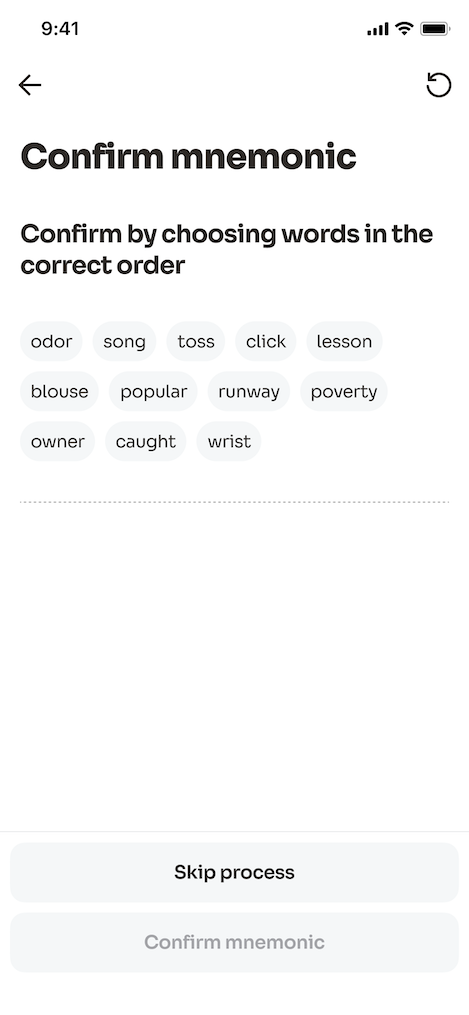 9:41
Confirm mnemonic
Confirm by choosing words in the
correct order
odor song toss click lesson
blouse popular runway poverty
owner caught wrist
Skip process
Confirm mnemonic